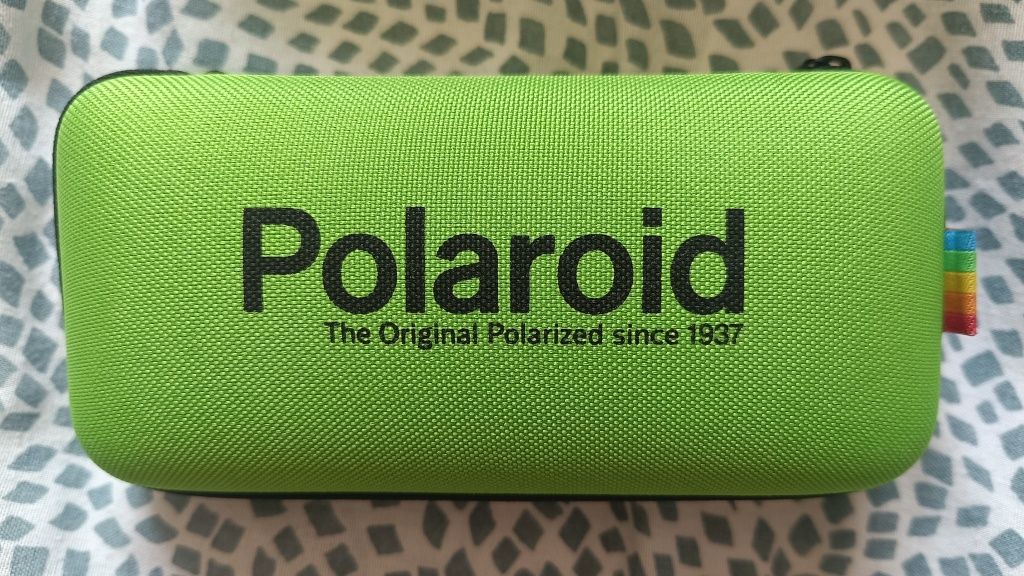 Polaroid
The Original Polarized since 1937